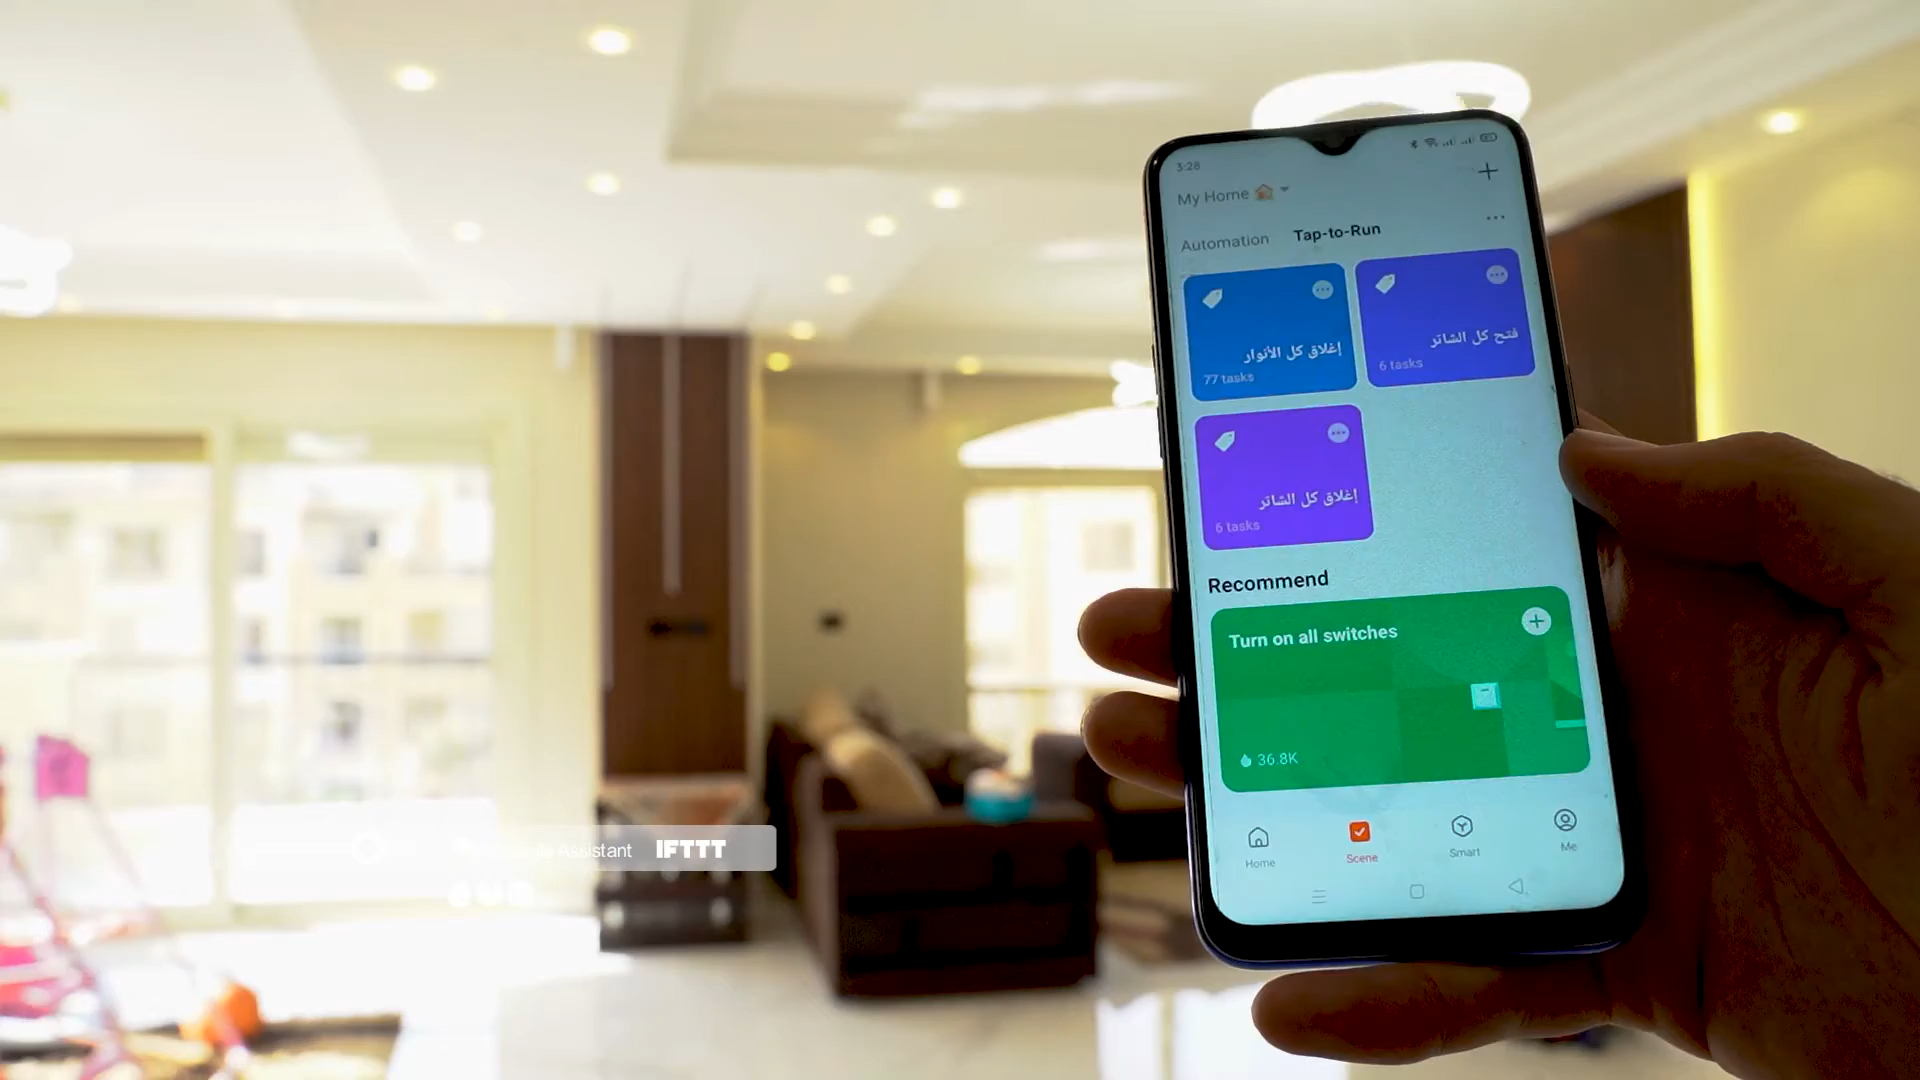 3:28
My Home
Automation Tap-to-Run
إغلاق كل الأنوار
77 tasks
فتح كل الشاتر
6 tasks
إغلاق كل الشاتر
6 tasks
Recommend
Turn on all switches
36.8K
Home
Scene
Smart
Me
Assistant IFTTT